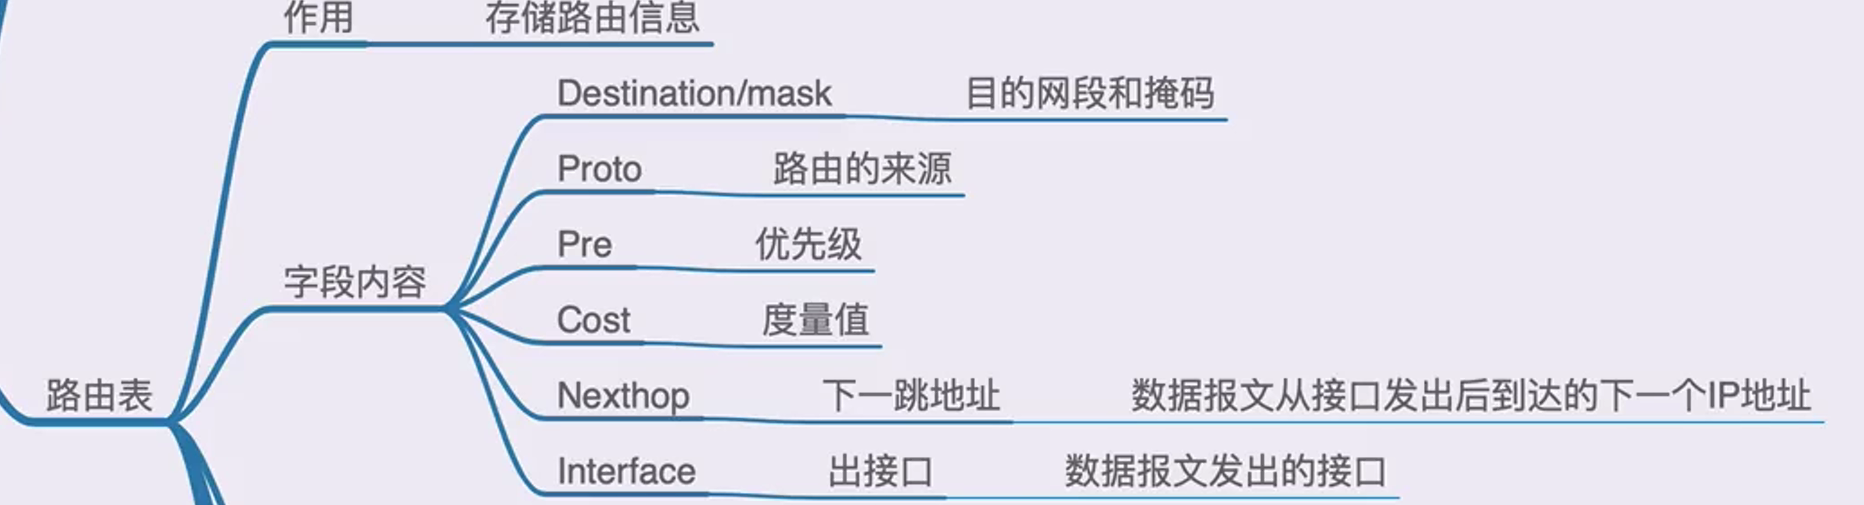 作用 存储路由信息
Destination/mask 目的网段和掩码
Proto 路由的来源
Pre 优先级
字段内容
Cost 度量值
路由表
Nexthop 下一跳地址 数据报文从接口发出后到达的下一个IP地址
Interface 出接口 数据报文发出的接口